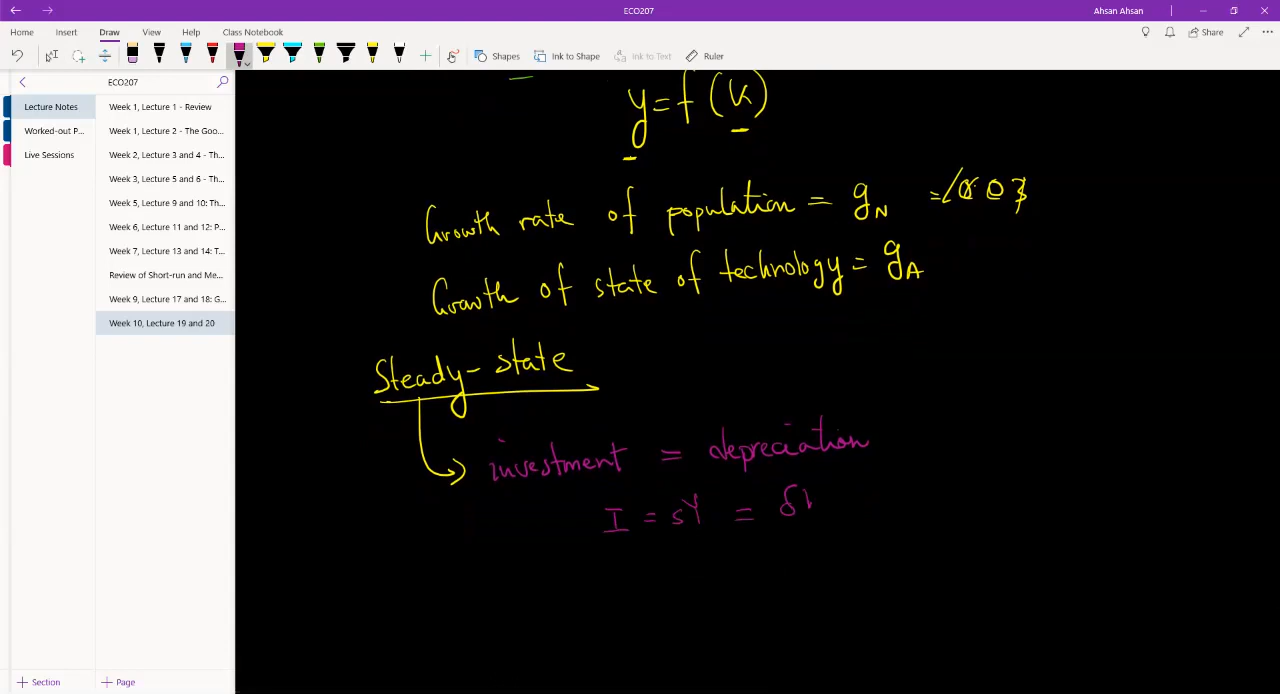 ECO207
Ahsan Ahsan
Home Insert Draw View Help Class Notebook
Share
Shapes Ink to Shape Ink to Text Ruler
ECO207
Lecture Notes
Worked-out P...
Live Sessions
Week 1, Lecture 1 - Review
Week 1, Lecture 2 - The Goo...
Week 2, Lecture 3 and 4 - Th...
Week 3, Lecture 5 and 6 - Th...
Week 5, Lecture 9 and 10: Th...
Week 6, Lecture 11 and 12: P...
Week 7, Lecture 13 and 14: T...
Review of Short-run and Me...
Week 9, Lecture 17 and 18: G...
Week 10, Lecture 19 and 20
+ Section
+ Page
y = f (k)
Growth rate of population = gN
Growth of state of technology = gA
Steady-state
investment = depreciation
I = sY = δ